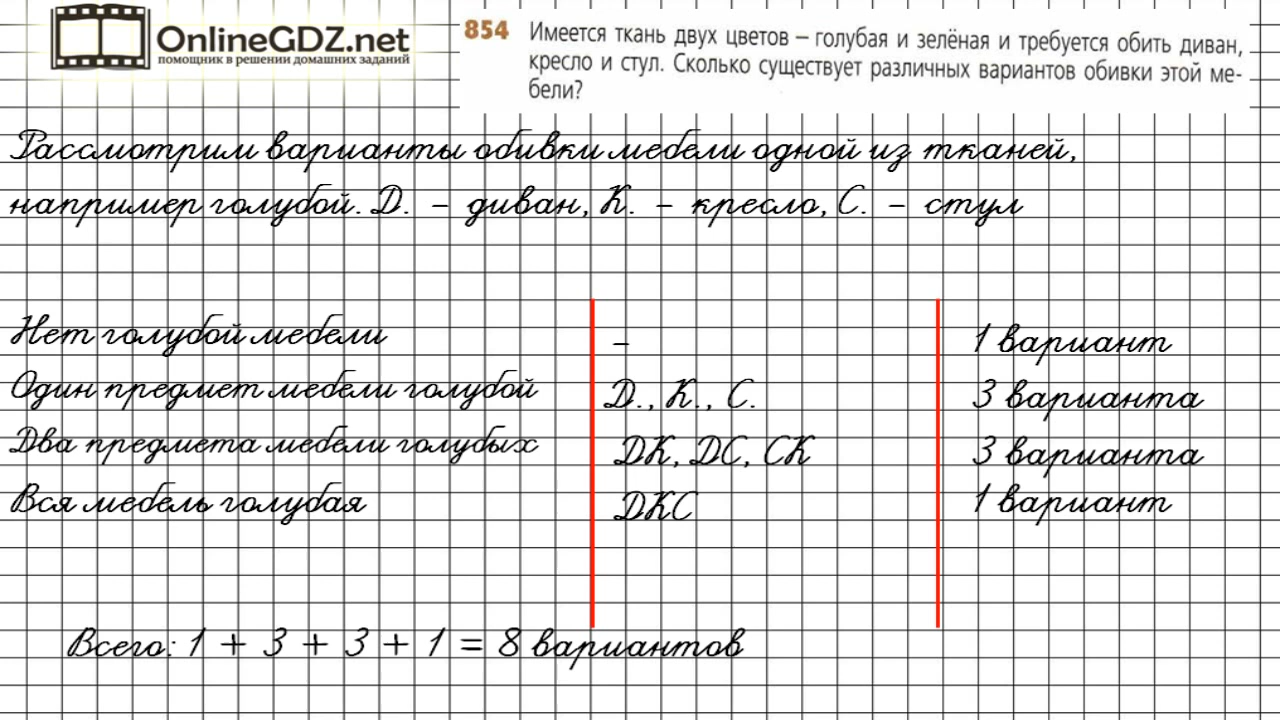 OnlineGDZ.net
помощник в решении домашних заданий
854 Имеется ткань двух цветов – голубая и зелёная и требуется обить диван,
кресло и стул. Сколько существует различных вариантов обивки этой ме-
бели?
Рассмотрим варианты обивки мебели одной из тканей,
например голубой. Д. – диван, К. – кресло, С. – стул
Нет голубой мебели – 1 вариант
Один предмет мебели голубой Д., К., С. 3 варианта
Два предмета мебели голубых ДК, ДС, СК 3 варианта
Вся мебель голубая ДКС 1 вариант
Всего: 1 + 3 + 3 + 1 = 8 вариантов